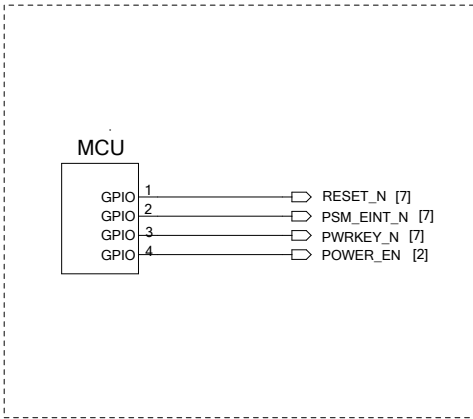 MCU
GPIO 1 RESET_N [7]
GPIO 2 PSM_EINT_N [7]
GPIO 3 PWRKEY_N [7]
GPIO 4 POWER_EN [2]